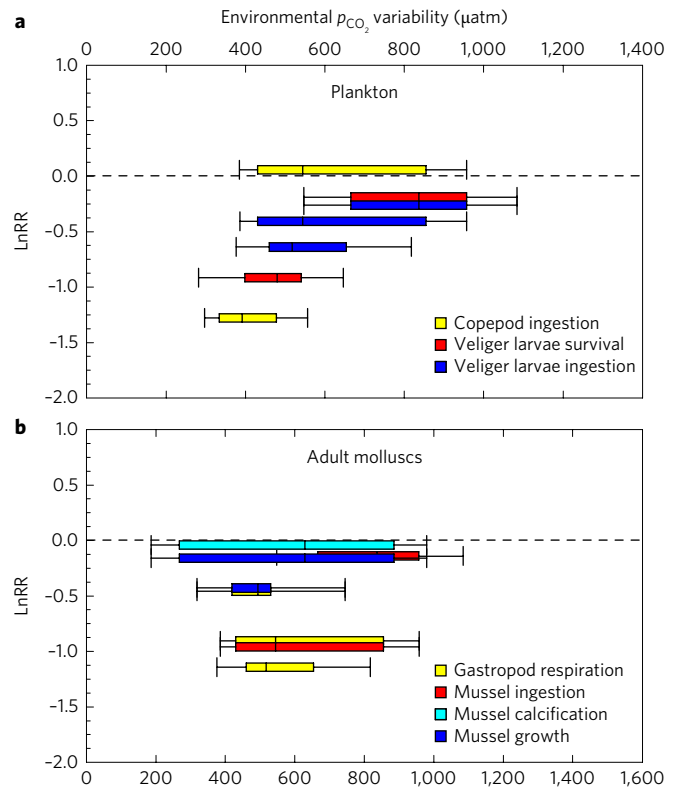 a
Environmental pCO2 variability (µatm)
0 200 400 600 800 1,000 1,200 1,400
1.0
Plankton
0.5
0.0
LnRR
–0.5
–1.0
–1.5
–2.0
Copepod ingestion
Veliger larvae survival
Veliger larvae ingestion
b
1.0
Adult molluscs
0.5
0.0
LnRR
–0.5
–1.0
–1.5
–2.0
Gastropod respiration
Mussel ingestion
Mussel calcification
Mussel growth
0 200 400 600 800 1,000 1,200 1,400 1,600